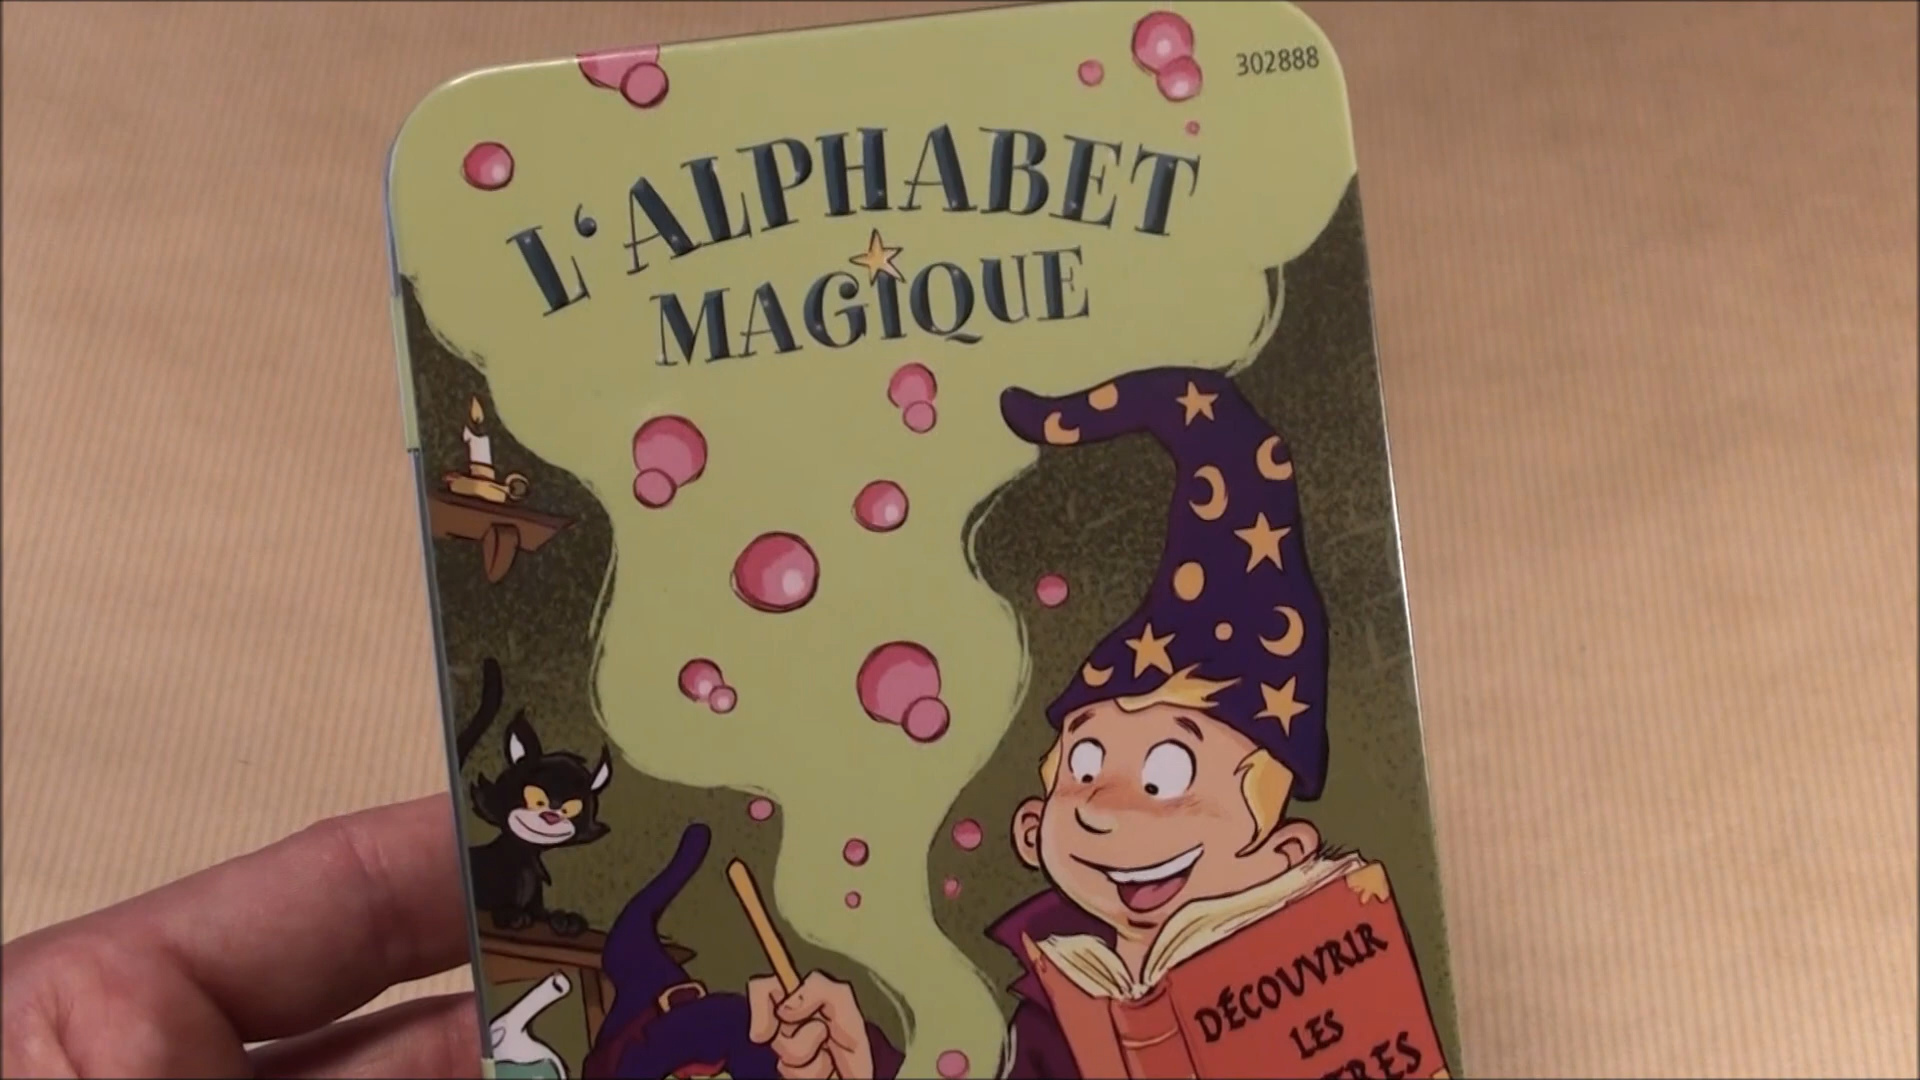 302888
L'ALPHABET
MAGIQUE
DÉCOUVRIR
LES